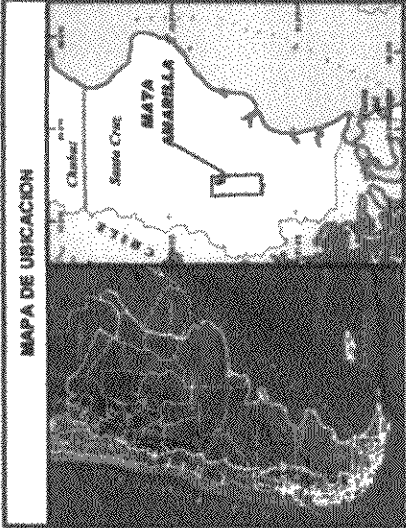 MAPA DE UBICACION
Chubut
Santa Cruz
MATA
AMARILLA
CHILE